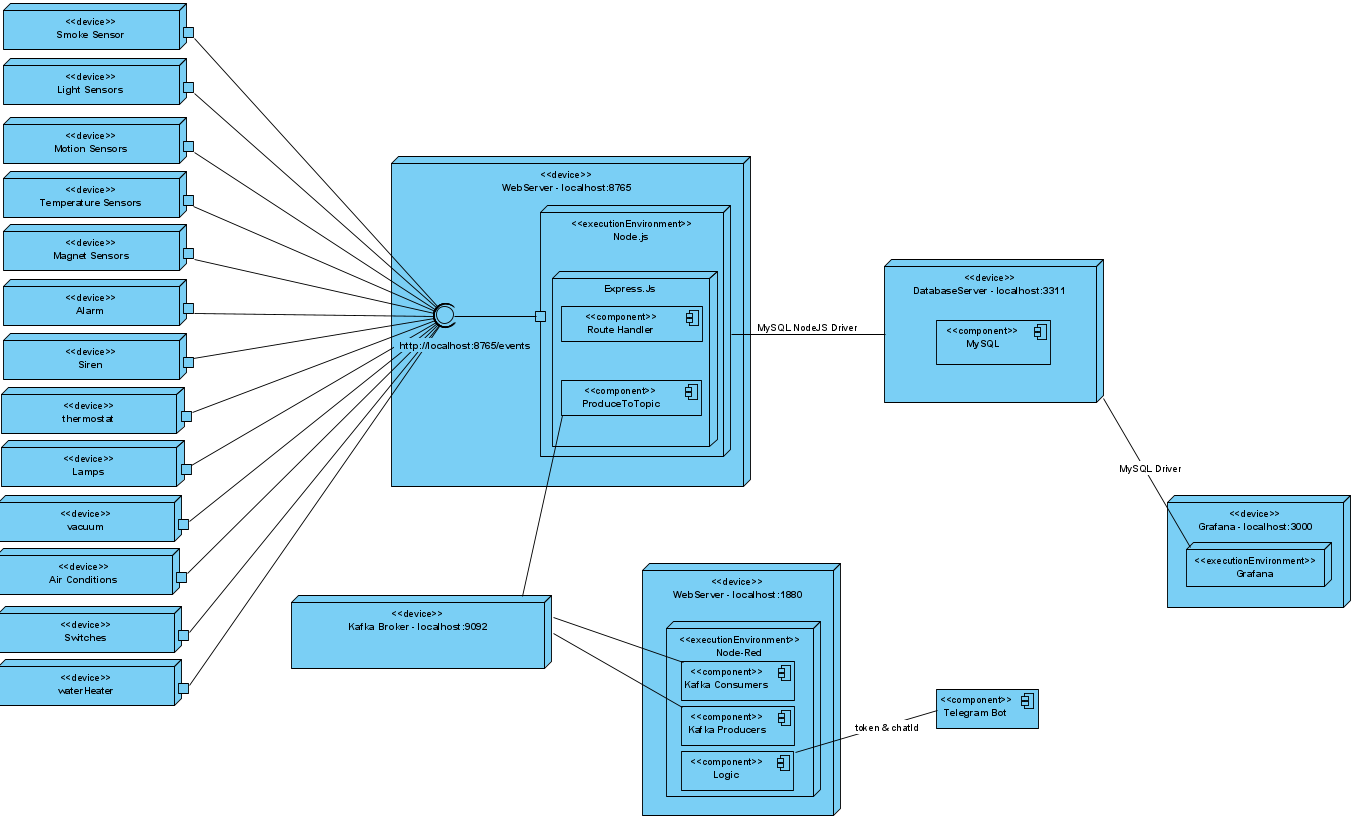 <<device>>
Smoke Sensor
<<device>>
Light Sensors
<<device>>
Motion Sensors
<<device>>
Temperature Sensors
<<device>>
Magnet Sensors
<<device>>
Alarm
<<device>>
Siren
<<device>>
thermostat
<<device>>
Lamps
<<device>>
vacuum
<<device>>
Air Conditions
<<device>>
Switches
<<device>>
waterHeater
http://localhost:8765/events
<<device>>
WebServer - localhost:8765
<<executionEnvironment>>
Node.js
Express.Js
<<component>>
Route Handler
<<component>>
ProduceToTopic
MySQL NodeJS Driver
<<device>>
DatabaseServer - localhost:3311
<<component>>
MySQL
MySQL Driver
<<device>>
Grafana - localhost:3000
<<executionEnvironment>>
Grafana
<<device>>
Kafka Broker - localhost:9092
<<device>>
WebServer - localhost:1880
<<executionEnvironment>>
Node-Red
<<component>>
Kafka Consumers
<<component>>
Kafka Producers
<<component>>
Logic
token & chatId
<<component>>
Telegram Bot